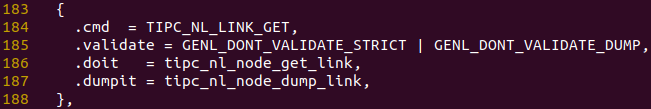 183 {
184 .cmd = TIPC_NL_LINK_GET,
185 .validate = GENL_DONT_VALIDATE_STRICT | GENL_DONT_VALIDATE_DUMP,
186 .doit = tipc_nl_node_get_link,
187 .dumpit = tipc_nl_node_dump_link,
188 },